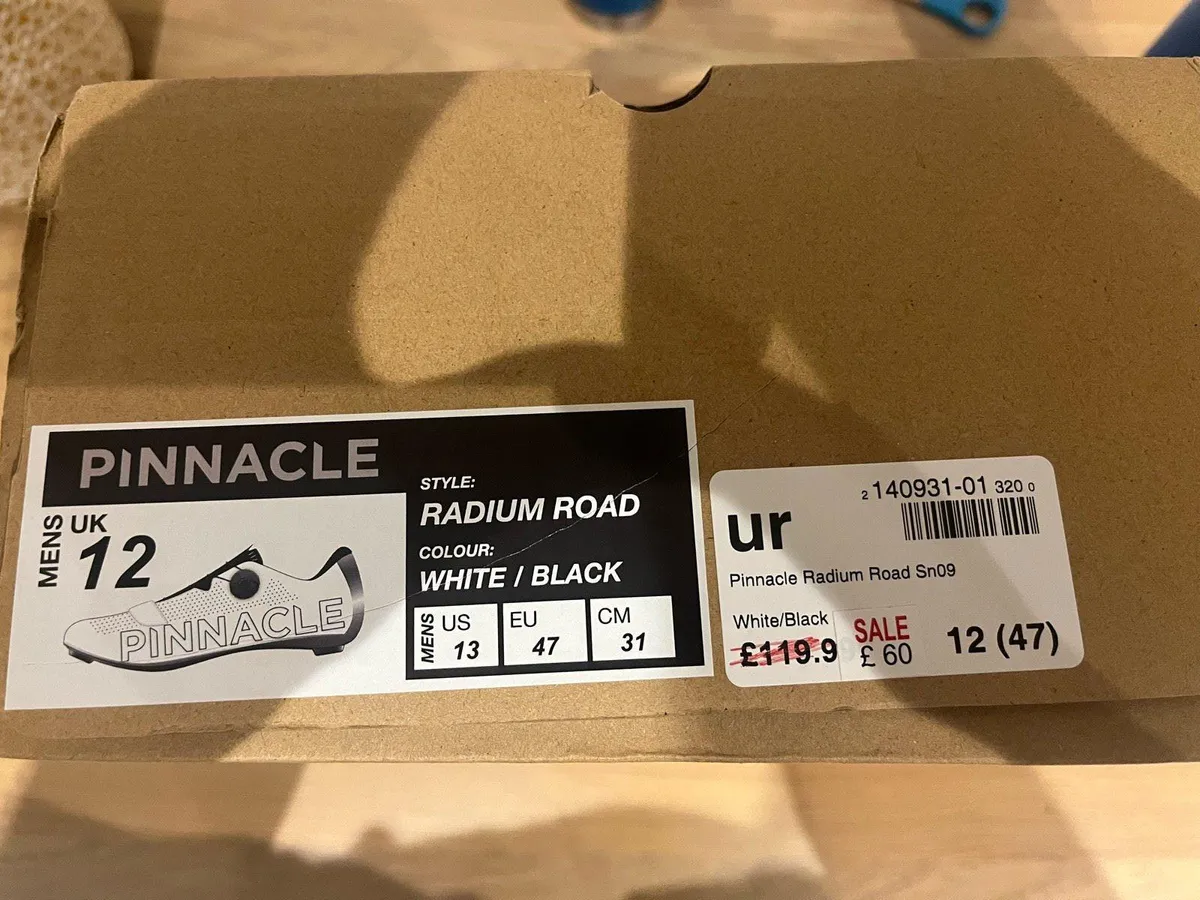 PINNACLE
MENS
UK
12
PINNACLE
STYLE:
RADIUM ROAD
COLOUR:
WHITE / BLACK
MENS
US
13
EU
47
CM
31
2 140931-01 320 0
ur
Pinnacle Radium Road Sn09
White/Black
£119.9
SALE
£ 60
12 (47)